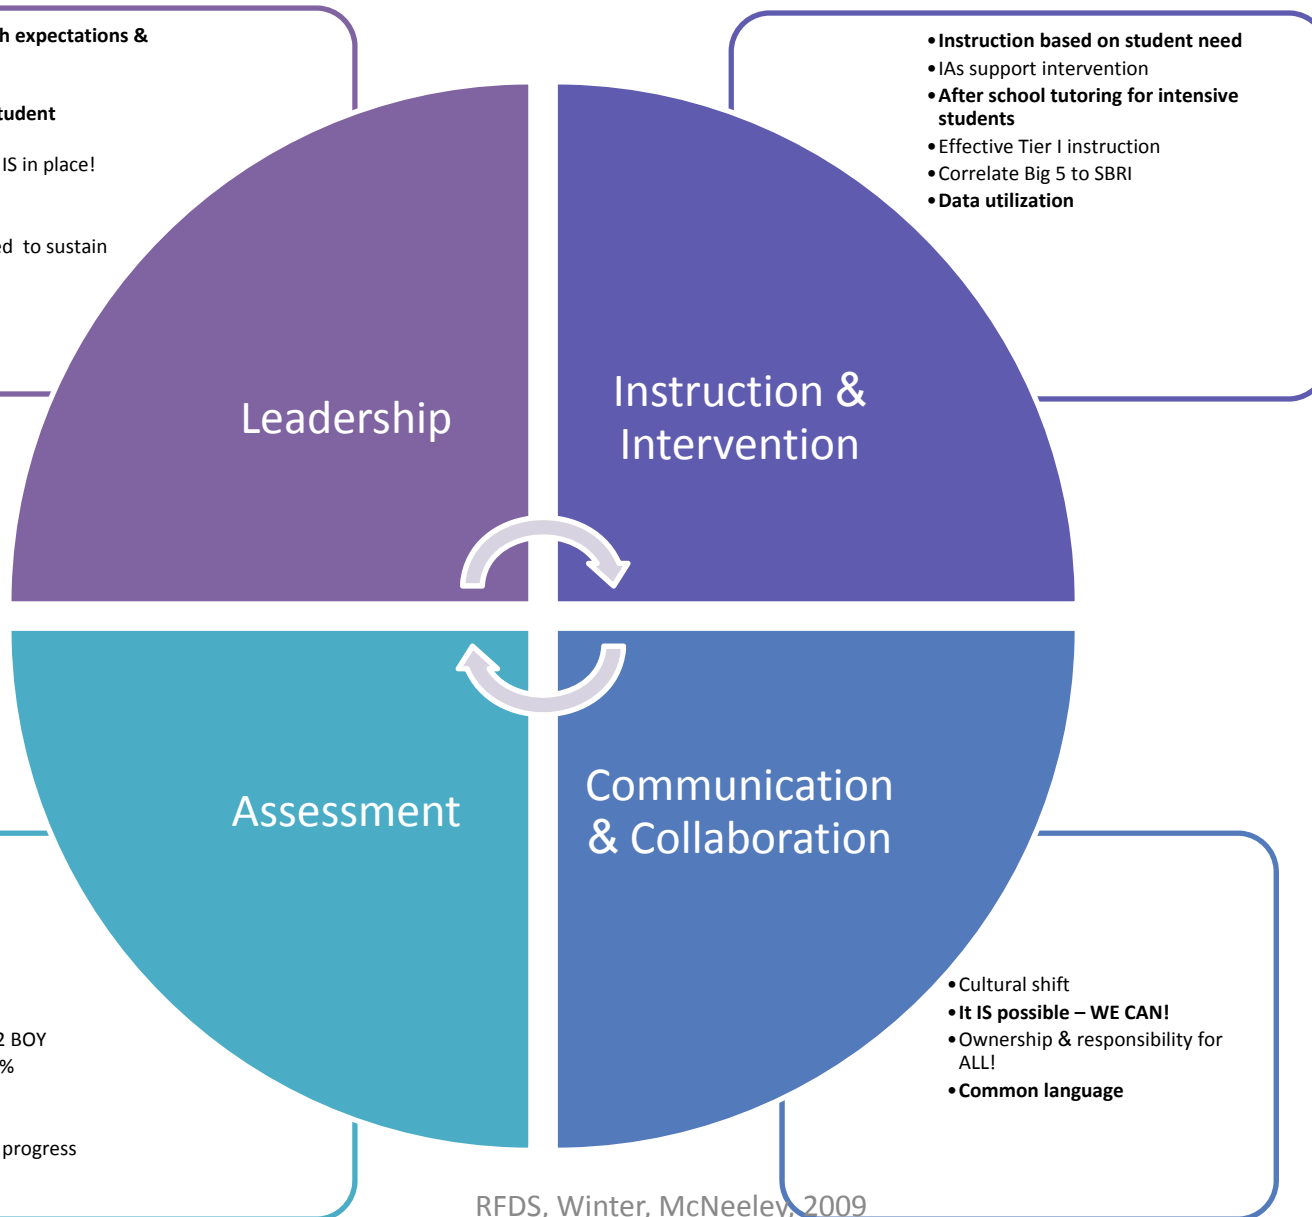 h expectations &
tudent
IS in place!
ed to sustain
•Instruction based on student need
•IAs support intervention
•After school tutoring for intensive
students
•Effective Tier I instruction
•Correlate Big 5 to SBRI
•Data utilization
Leadership
Instruction &
Intervention
Assessment
Communication
& Collaboration
2 BOY
%
progress
•Cultural shift
•It IS possible – WE CAN!
•Ownership & responsibility for
ALL!
•Common language
RFDS, Winter, McNeeley, 2009